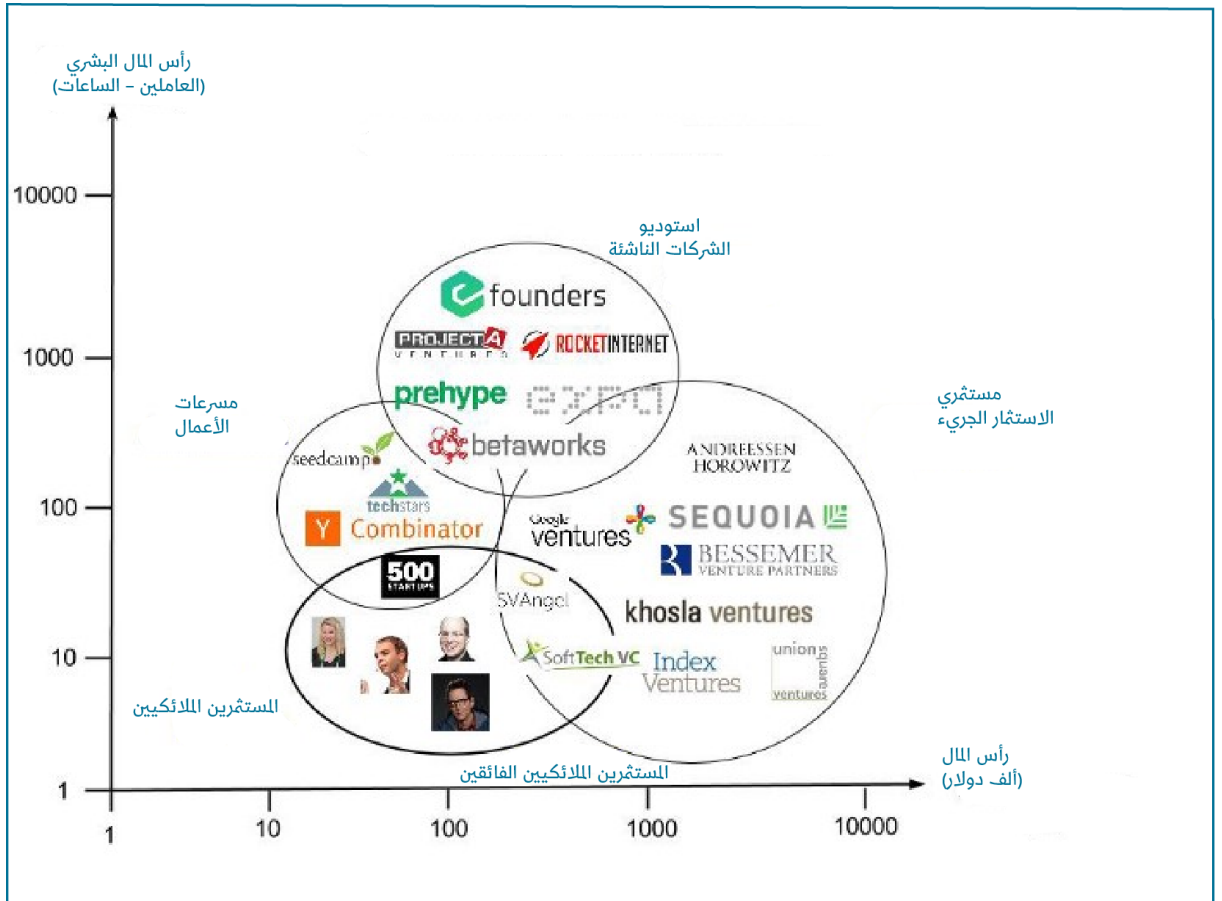 رأس المال البشري
(العاملين – الساعات)
10000
استوديو
الشركات الناشئة
founders
PROJECT A
VENTURES
ROCKETINTERNET
1000
prehype
expa
مسرعات
الأعمال
مستثمري
الاستثمار الجريء
seedcamp
betaworks
ANDREESSEN
HOROWITZ
100
techstars
Y Combinator
Google
ventures
SEQUOIA
BESSEMER
VENTURE PARTNERS
500
STARTUPS
SVAngel
khosla ventures
10
SoftTech VC
Index
Ventures
union
square
ventures
المستثمرين الملائكيين
المستثمرين الملائكيين الفائقين
رأس المال
(ألف دولار)
1
1
10
100
1000
10000